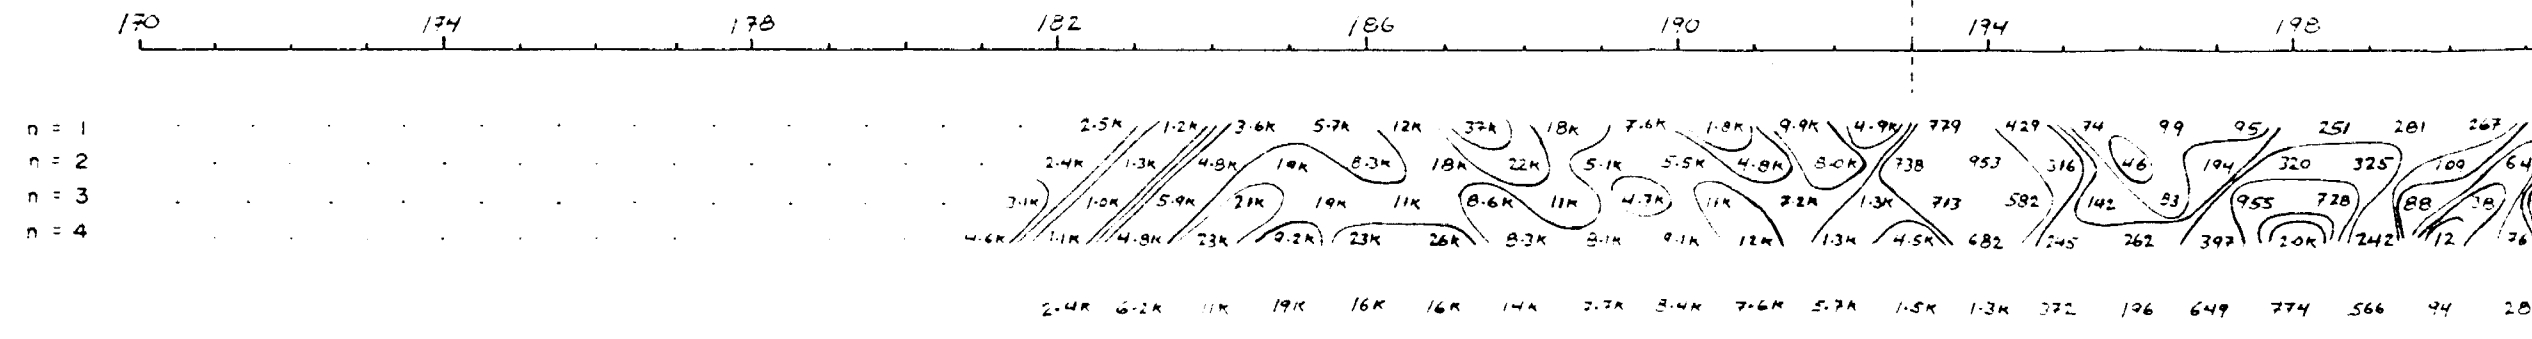 170 174 178 182 186 190 194 198
n = 1 2.5K 1.2K 3.6K 5.7K 12K 37K 18K 7.6K 1.8K 9.9K 4.9K 779 429 74 99 95 251 281 267
n = 2 2.4K 1.3K 4.8K 19K 8.3K 18K 22K 5.1K 5.5K 4.8K 8.0K 738 953 316 46 194 320 325 109 64
n = 3 3.1K 1.0K 5.9K 21K 19K 11K 8.6K 11K 4.7K 11K 7.2K 1.3K 713 582 142 83 955 728 88 38
n = 4 4.6K 1.1K 4.8K 23K 9.2K 23K 26K 8.3K 8.1K 9.1K 12K 1.3K 4.5K 682 245 262 397 2.0K 242 12 76
2.4K 6.2K 11K 19K 16K 16K 14K 7.7K 8.4K 7.6K 5.7K 1.5K 1.3K 372 196 649 774 566 94 28